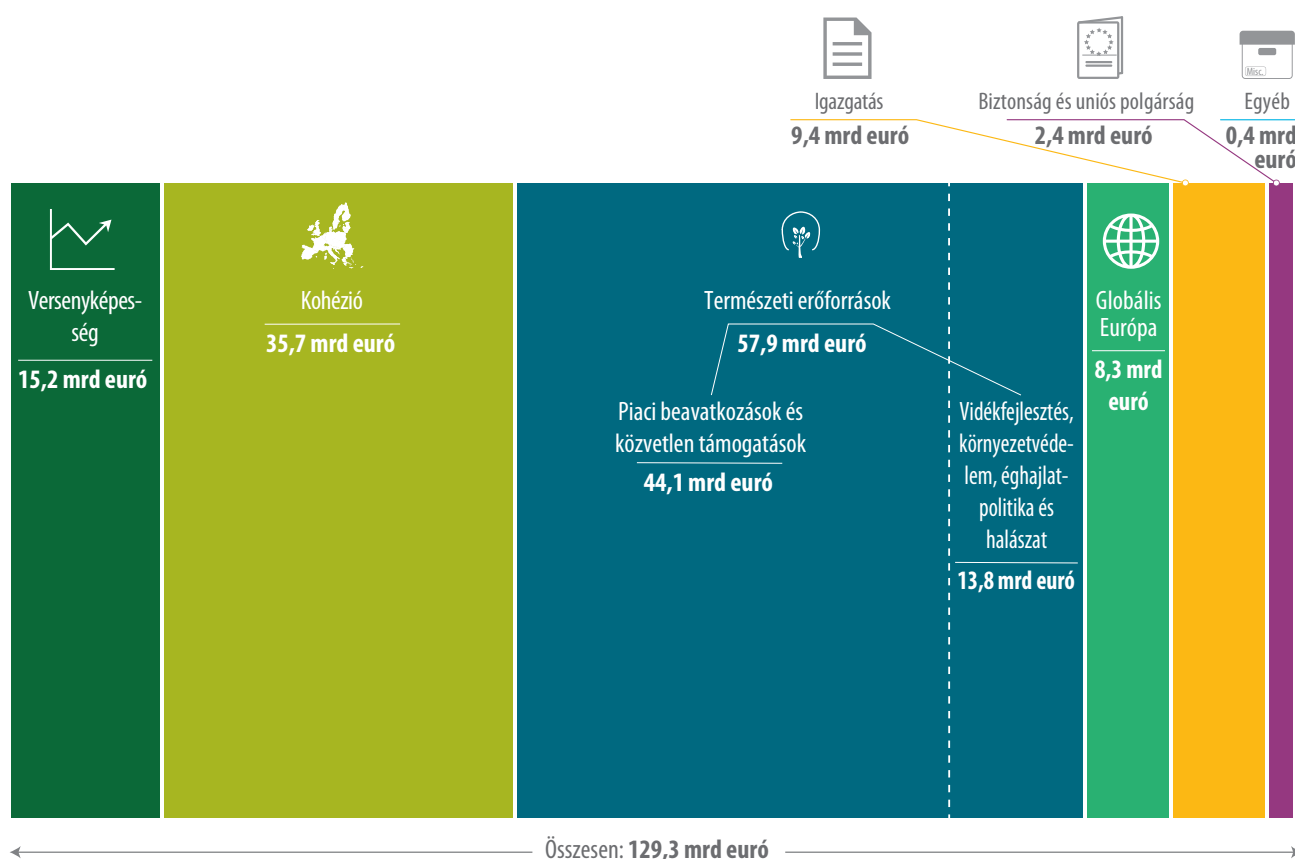 Igazgatás
9,4 mrd euró
Biztonság és uniós polgárság
2,4 mrd euró
Misc.
Egyéb
0,4 mrd
euró
Versenyképes-
ség
15,2 mrd euró
Kohézió
35,7 mrd euró
Természeti erőforrások
57,9 mrd euró
Piaci beavatkozások és
közvetlen támogatások
44,1 mrd euró
Vidékfejlesztés,
környezetvéde-
lem, éghajlat-
politika és
halászat
13,8 mrd euró
Globális
Európa
8,3 mrd
euró
Összesen: 129,3 mrd euró